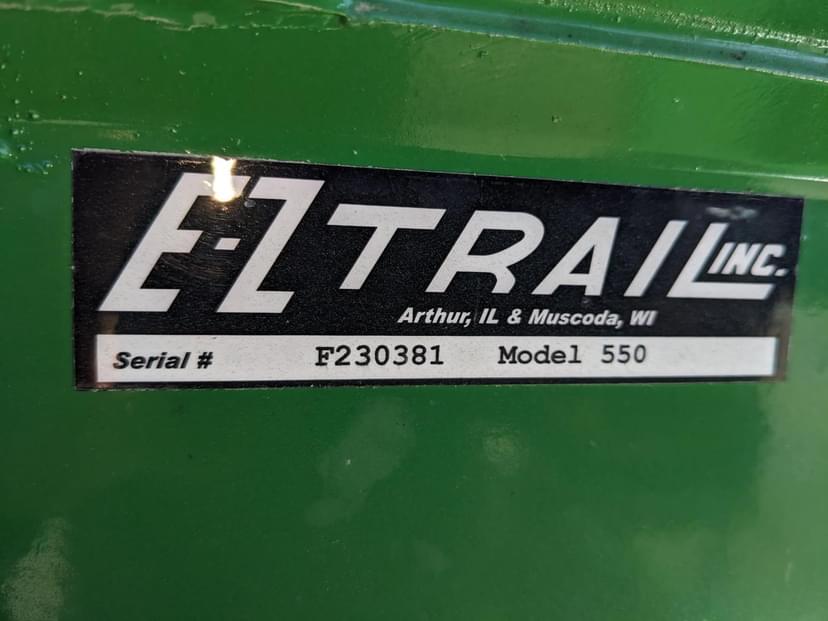 E-Z TRAIL INC.
Arthur, IL & Muscoda, WI
Serial # F230381 Model 550